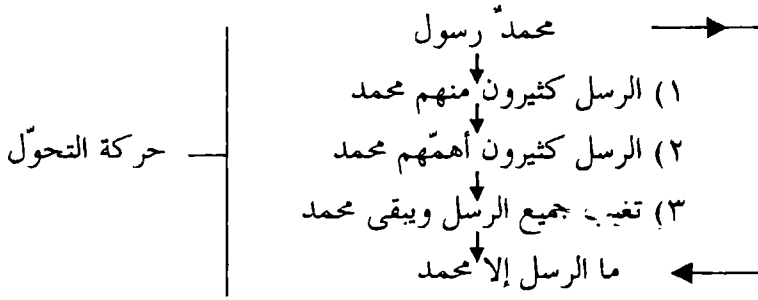 محمدٌ رسول
١) الرسل كثيرون منهم محمد
٢) الرسل كثيرون أهمّهم محمد
حركة التحوّل
٣) تغيب جميع الرسل ويبقى محمد
ما الرسل إلا محمد